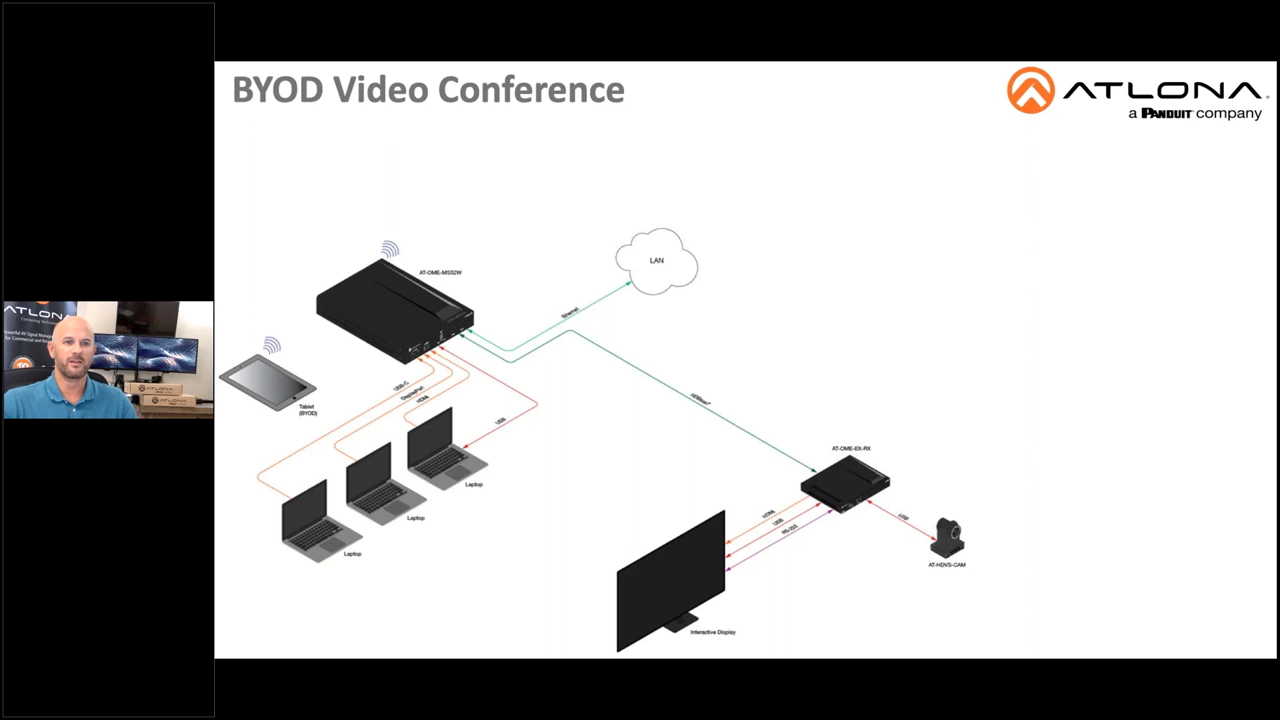 BYOD Video Conference
ATLONA
a PANDUIT company
AT-OME-MS52W
LAN
Ethernet
USB-C
DisplayPort
HDMI
Tablet
(BYOD)
USB
HDBaseT
Laptop
Laptop
Laptop
AT-OME-EX-RX
HDMI
USB
RS-232
USB
AT-HDVS-CAM
Interactive Display
ATLONA